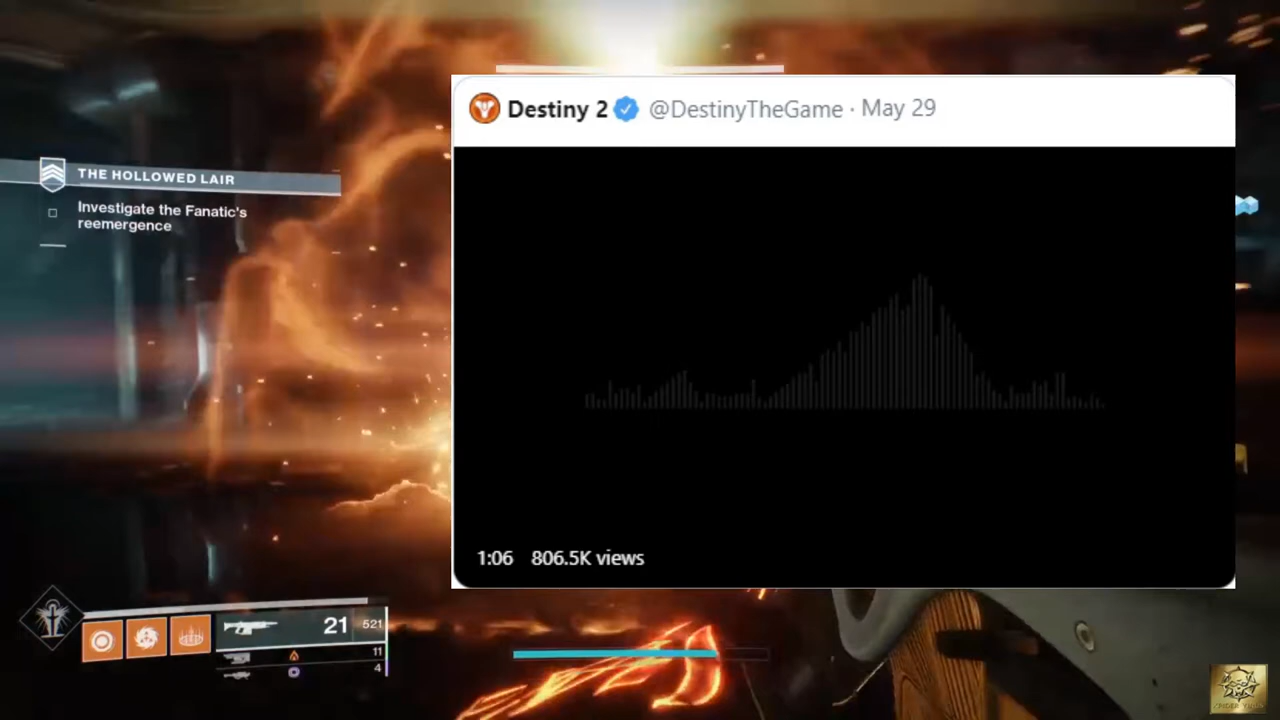 Destiny 2 @DestinyTheGame · May 29
THE HOLLOWED LAIR
Investigate the Fanatic's
reemergence
1:06 806.5K views
21 521
11
4